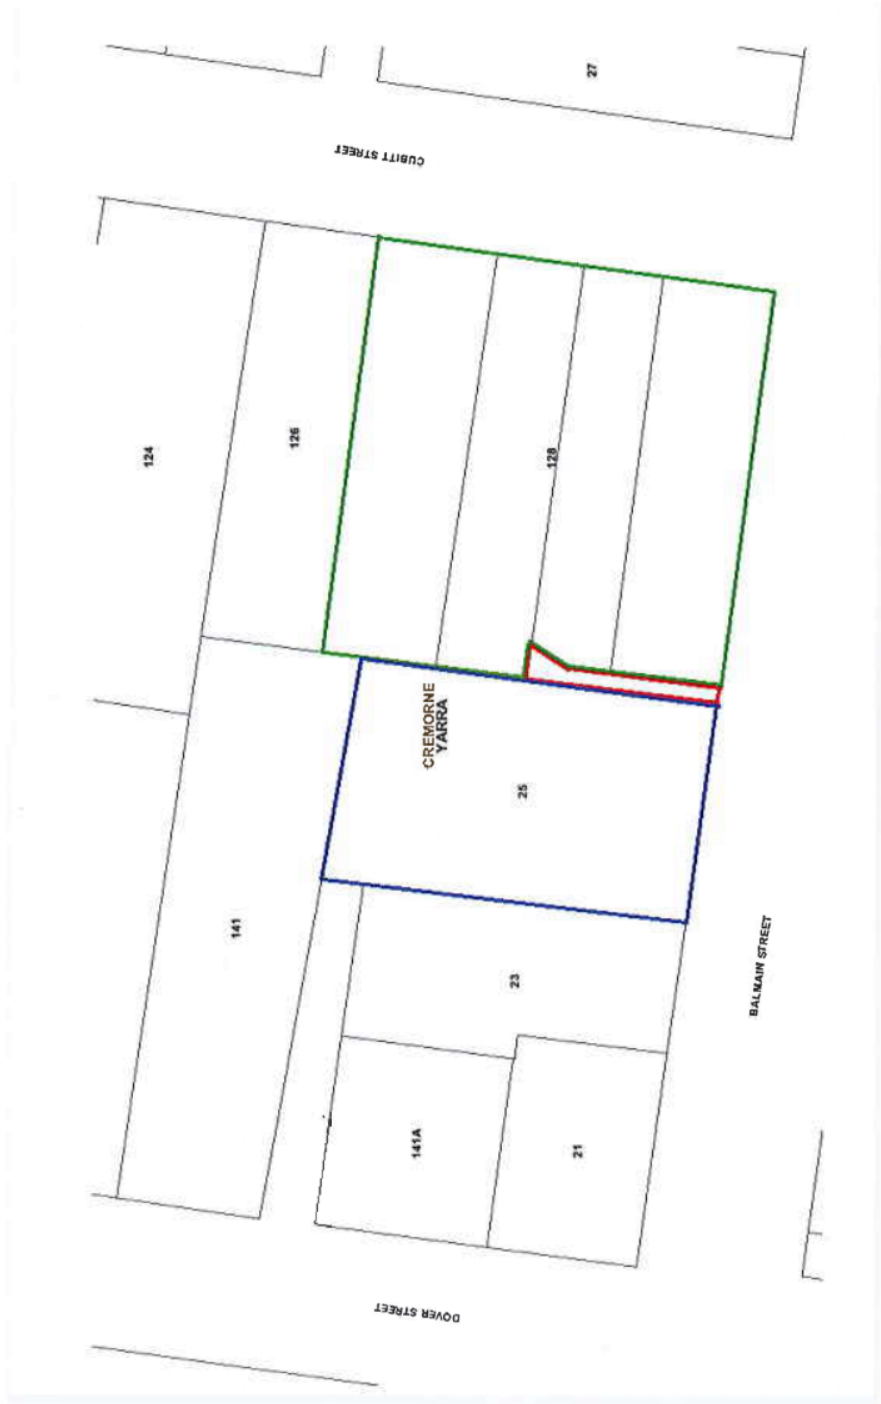 27
CUBITT STREET
124
126
128
CREMORNE
YARRA
25
141
23
BALMAIN STREET
141A
21
DOVER STREET